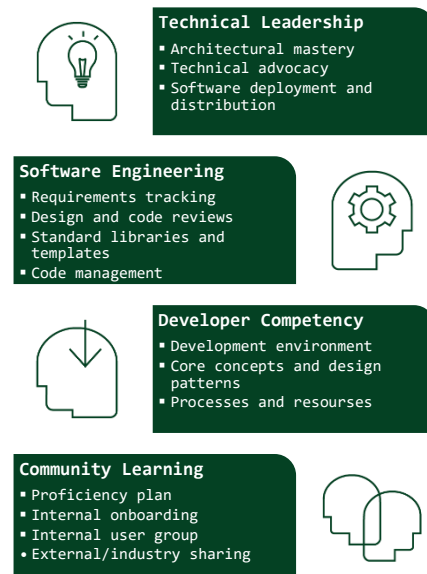 Technical Leadership
▪ Architectural mastery
▪ Technical advocacy
▪ Software deployment and
distribution
Software Engineering
▪ Requirements tracking
▪ Design and code reviews
▪ Standard libraries and
templates
▪ Code management
Developer Competency
▪ Development environment
▪ Core concepts and design
patterns
▪ Processes and resourses
Community Learning
▪ Proficiency plan
▪ Internal onboarding
▪ Internal user group
• External/industry sharing